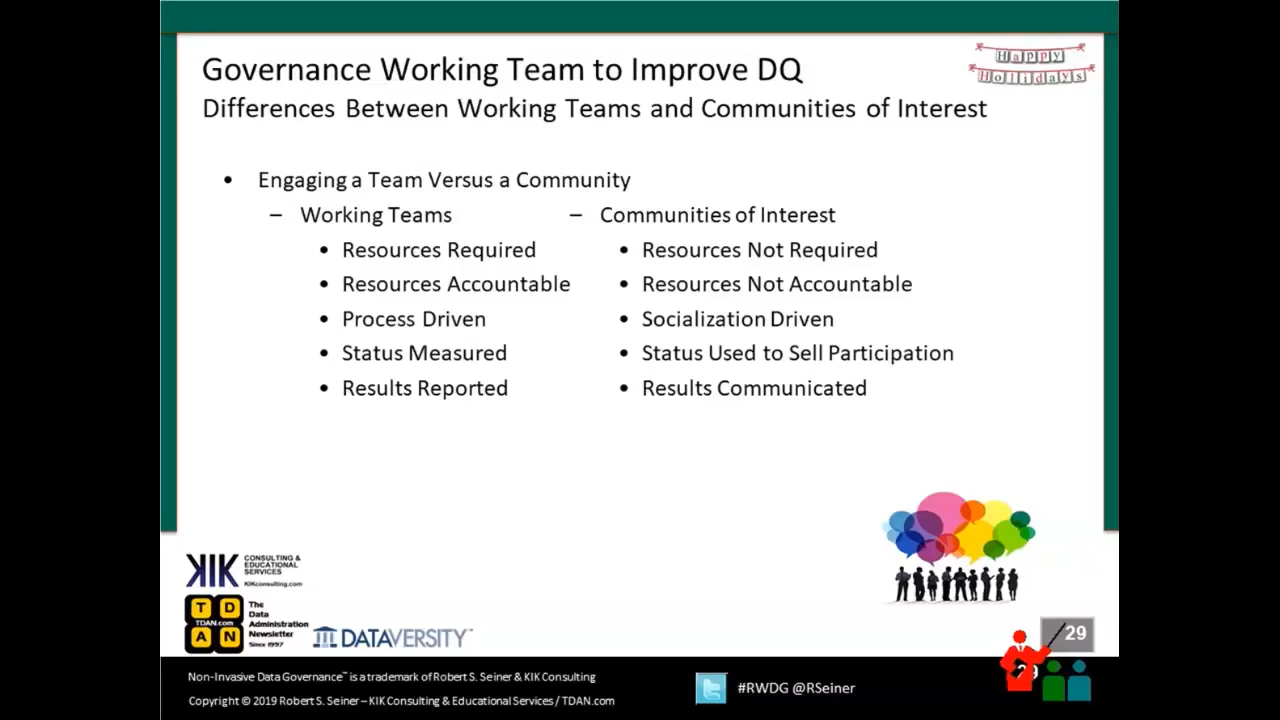 Happy
Holidays
Governance Working Team to Improve DQ
Differences Between Working Teams and Communities of Interest
• Engaging a Team Versus a Community
– Working Teams
• Resources Required
• Resources Accountable
• Process Driven
• Status Measured
• Results Reported
– Communities of Interest
• Resources Not Required
• Resources Not Accountable
• Socialization Driven
• Status Used to Sell Participation
• Results Communicated
KIK
CONSULTING &
EDUCATIONAL
SERVICES
KIKconsulting.com
T D
TDAN.com
A N
The
Data
Administration
Newsletter
Since 1997
DATAVERSITY™
29
Non-Invasive Data Governance™ is a trademark of Robert S. Seiner & KIK Consulting
Copyright © 2019 Robert S. Seiner – KIK Consulting & Educational Services / TDAN.com
#RWDG @RSeiner